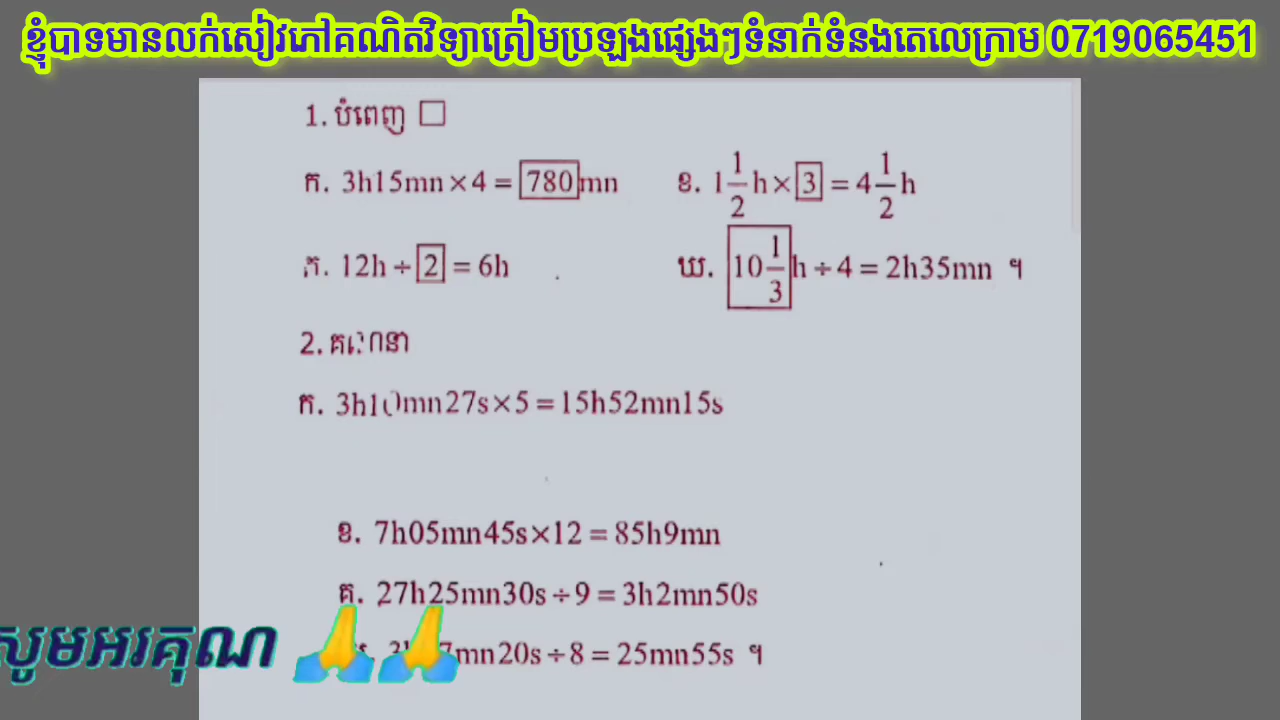 ខ្ញុំបាទមានលក់សៀវភៅគណិតវិទ្យាត្រៀមប្រឡងផ្សេងៗទំនាក់ទំនងតេលេក្រាម 0719065451
1. បំពេញ □
ក. 3h15mn × 4 = 780 mn ខ. 1 1/2 h × 3 = 4 1/2 h
គ. 12h ÷ 2 = 6h ឃ. 10 1/3 h ÷ 4 = 2h35mn ។
2. គណនា
ក. 3h10mn27s × 5 = 15h52mn15s
ខ. 7h05mn45s × 12 = 85h9mn
គ. 27h25mn30s ÷ 9 = 3h2mn50s
mn20s ÷ 8 = 25mn55s ។
សូមអរគុណ 🙏🙏